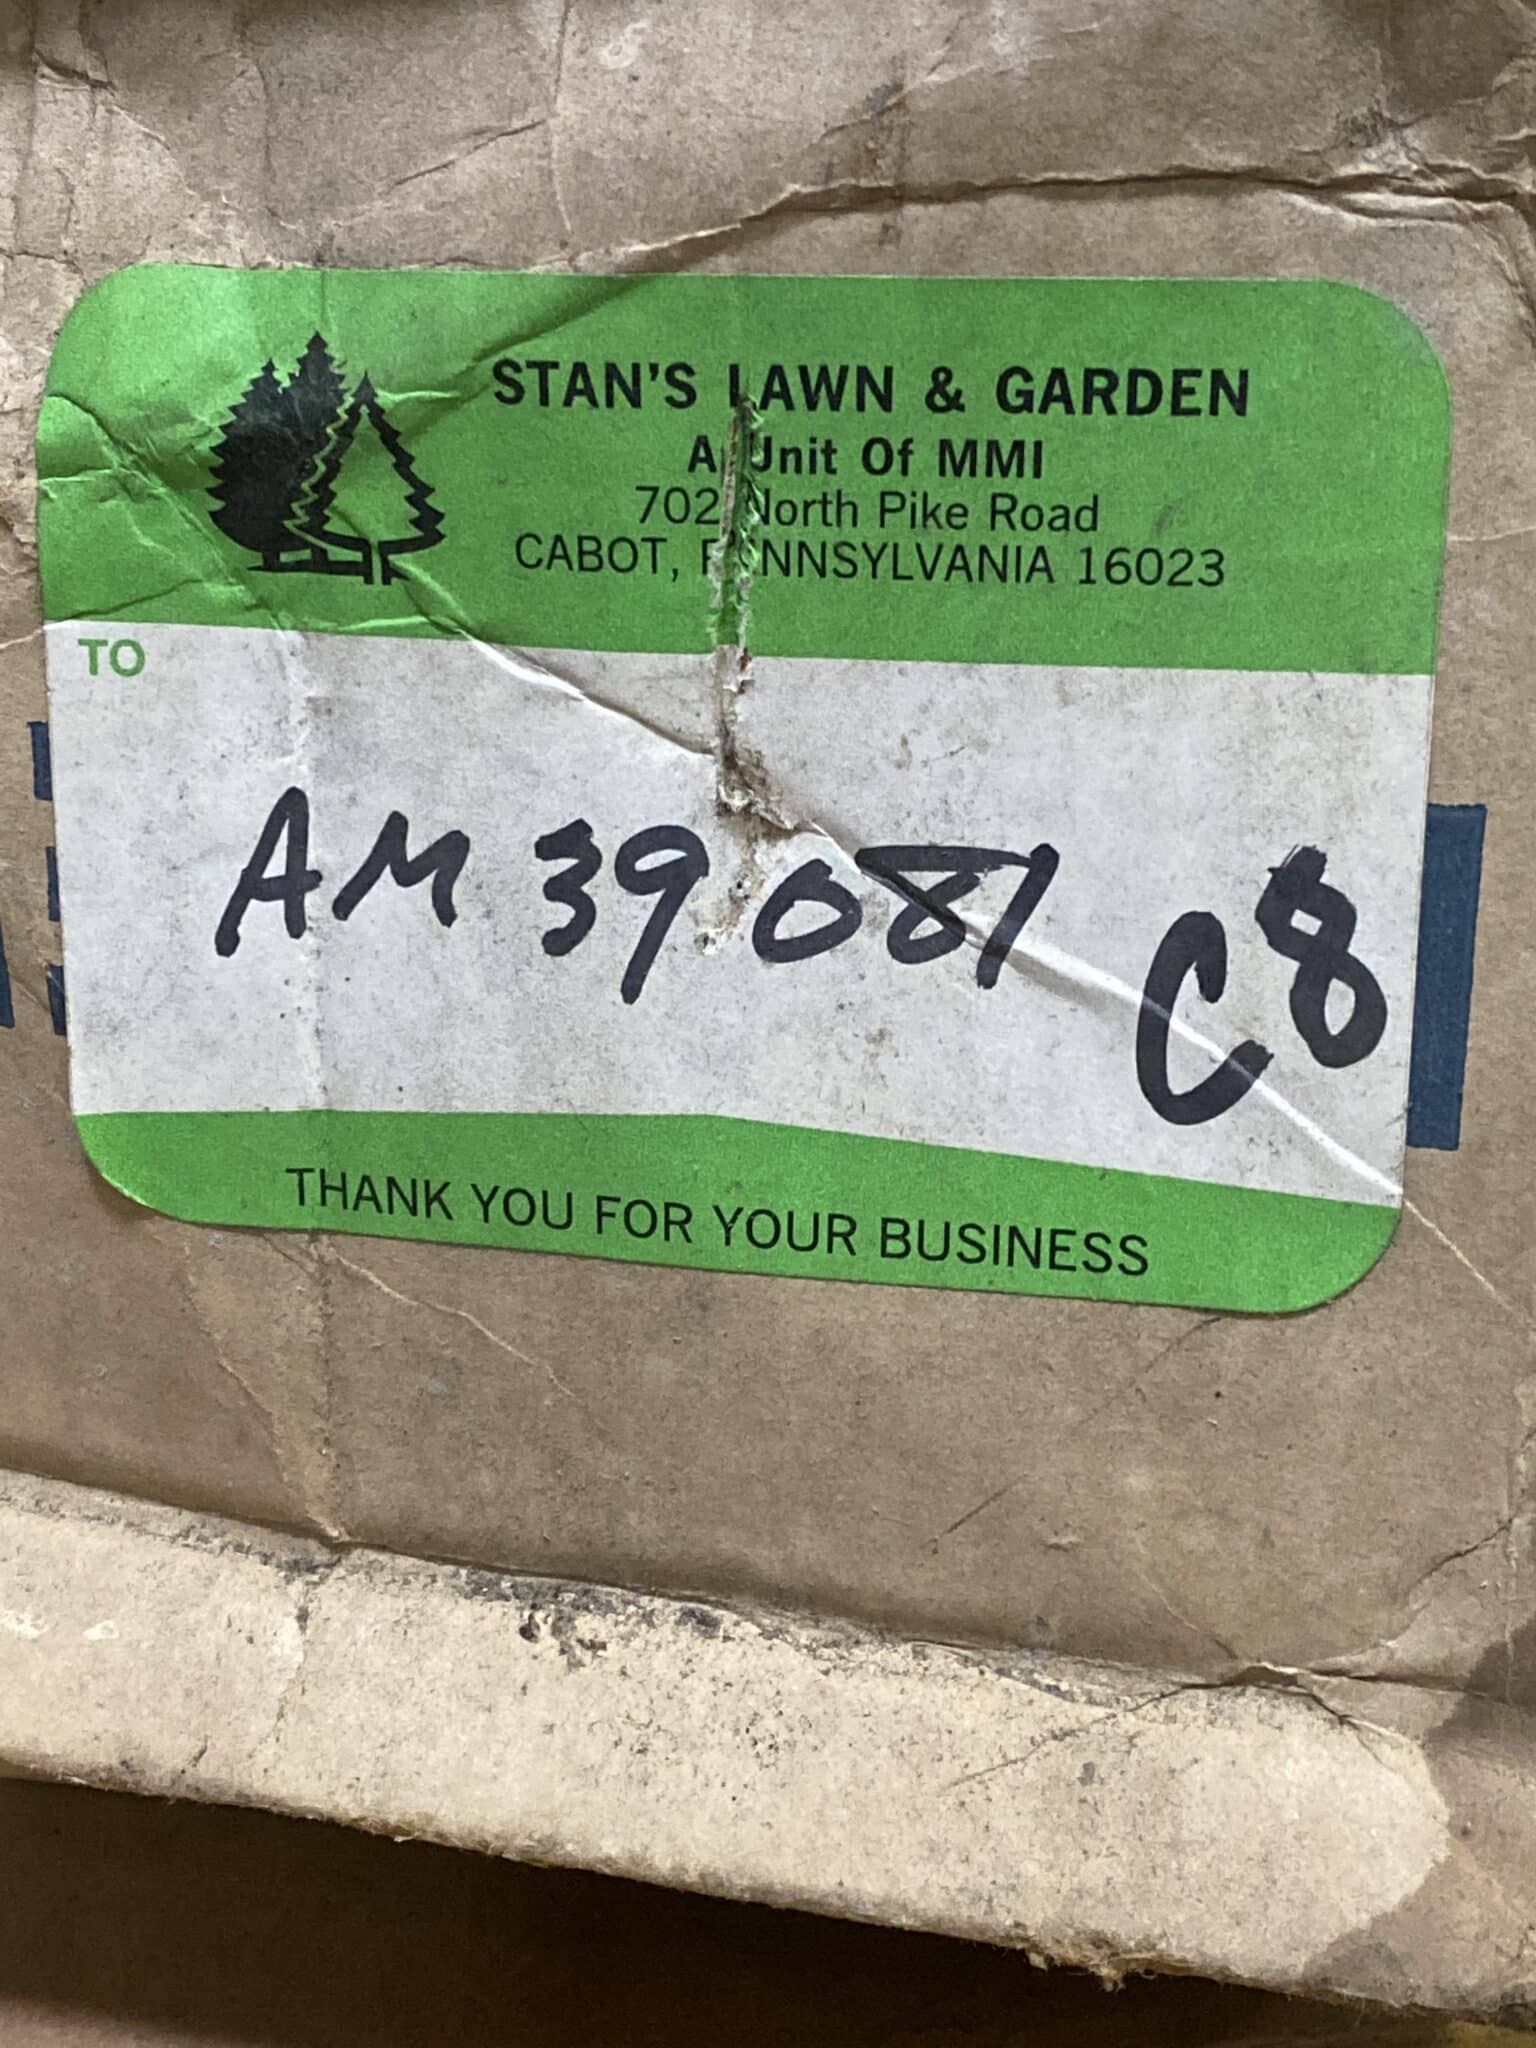 STAN'S LAWN & GARDEN
A Unit Of MMI
702 North Pike Road
CABOT, PENNSYLVANIA 16023
TO
AM 39081 C8
THANK YOU FOR YOUR BUSINESS